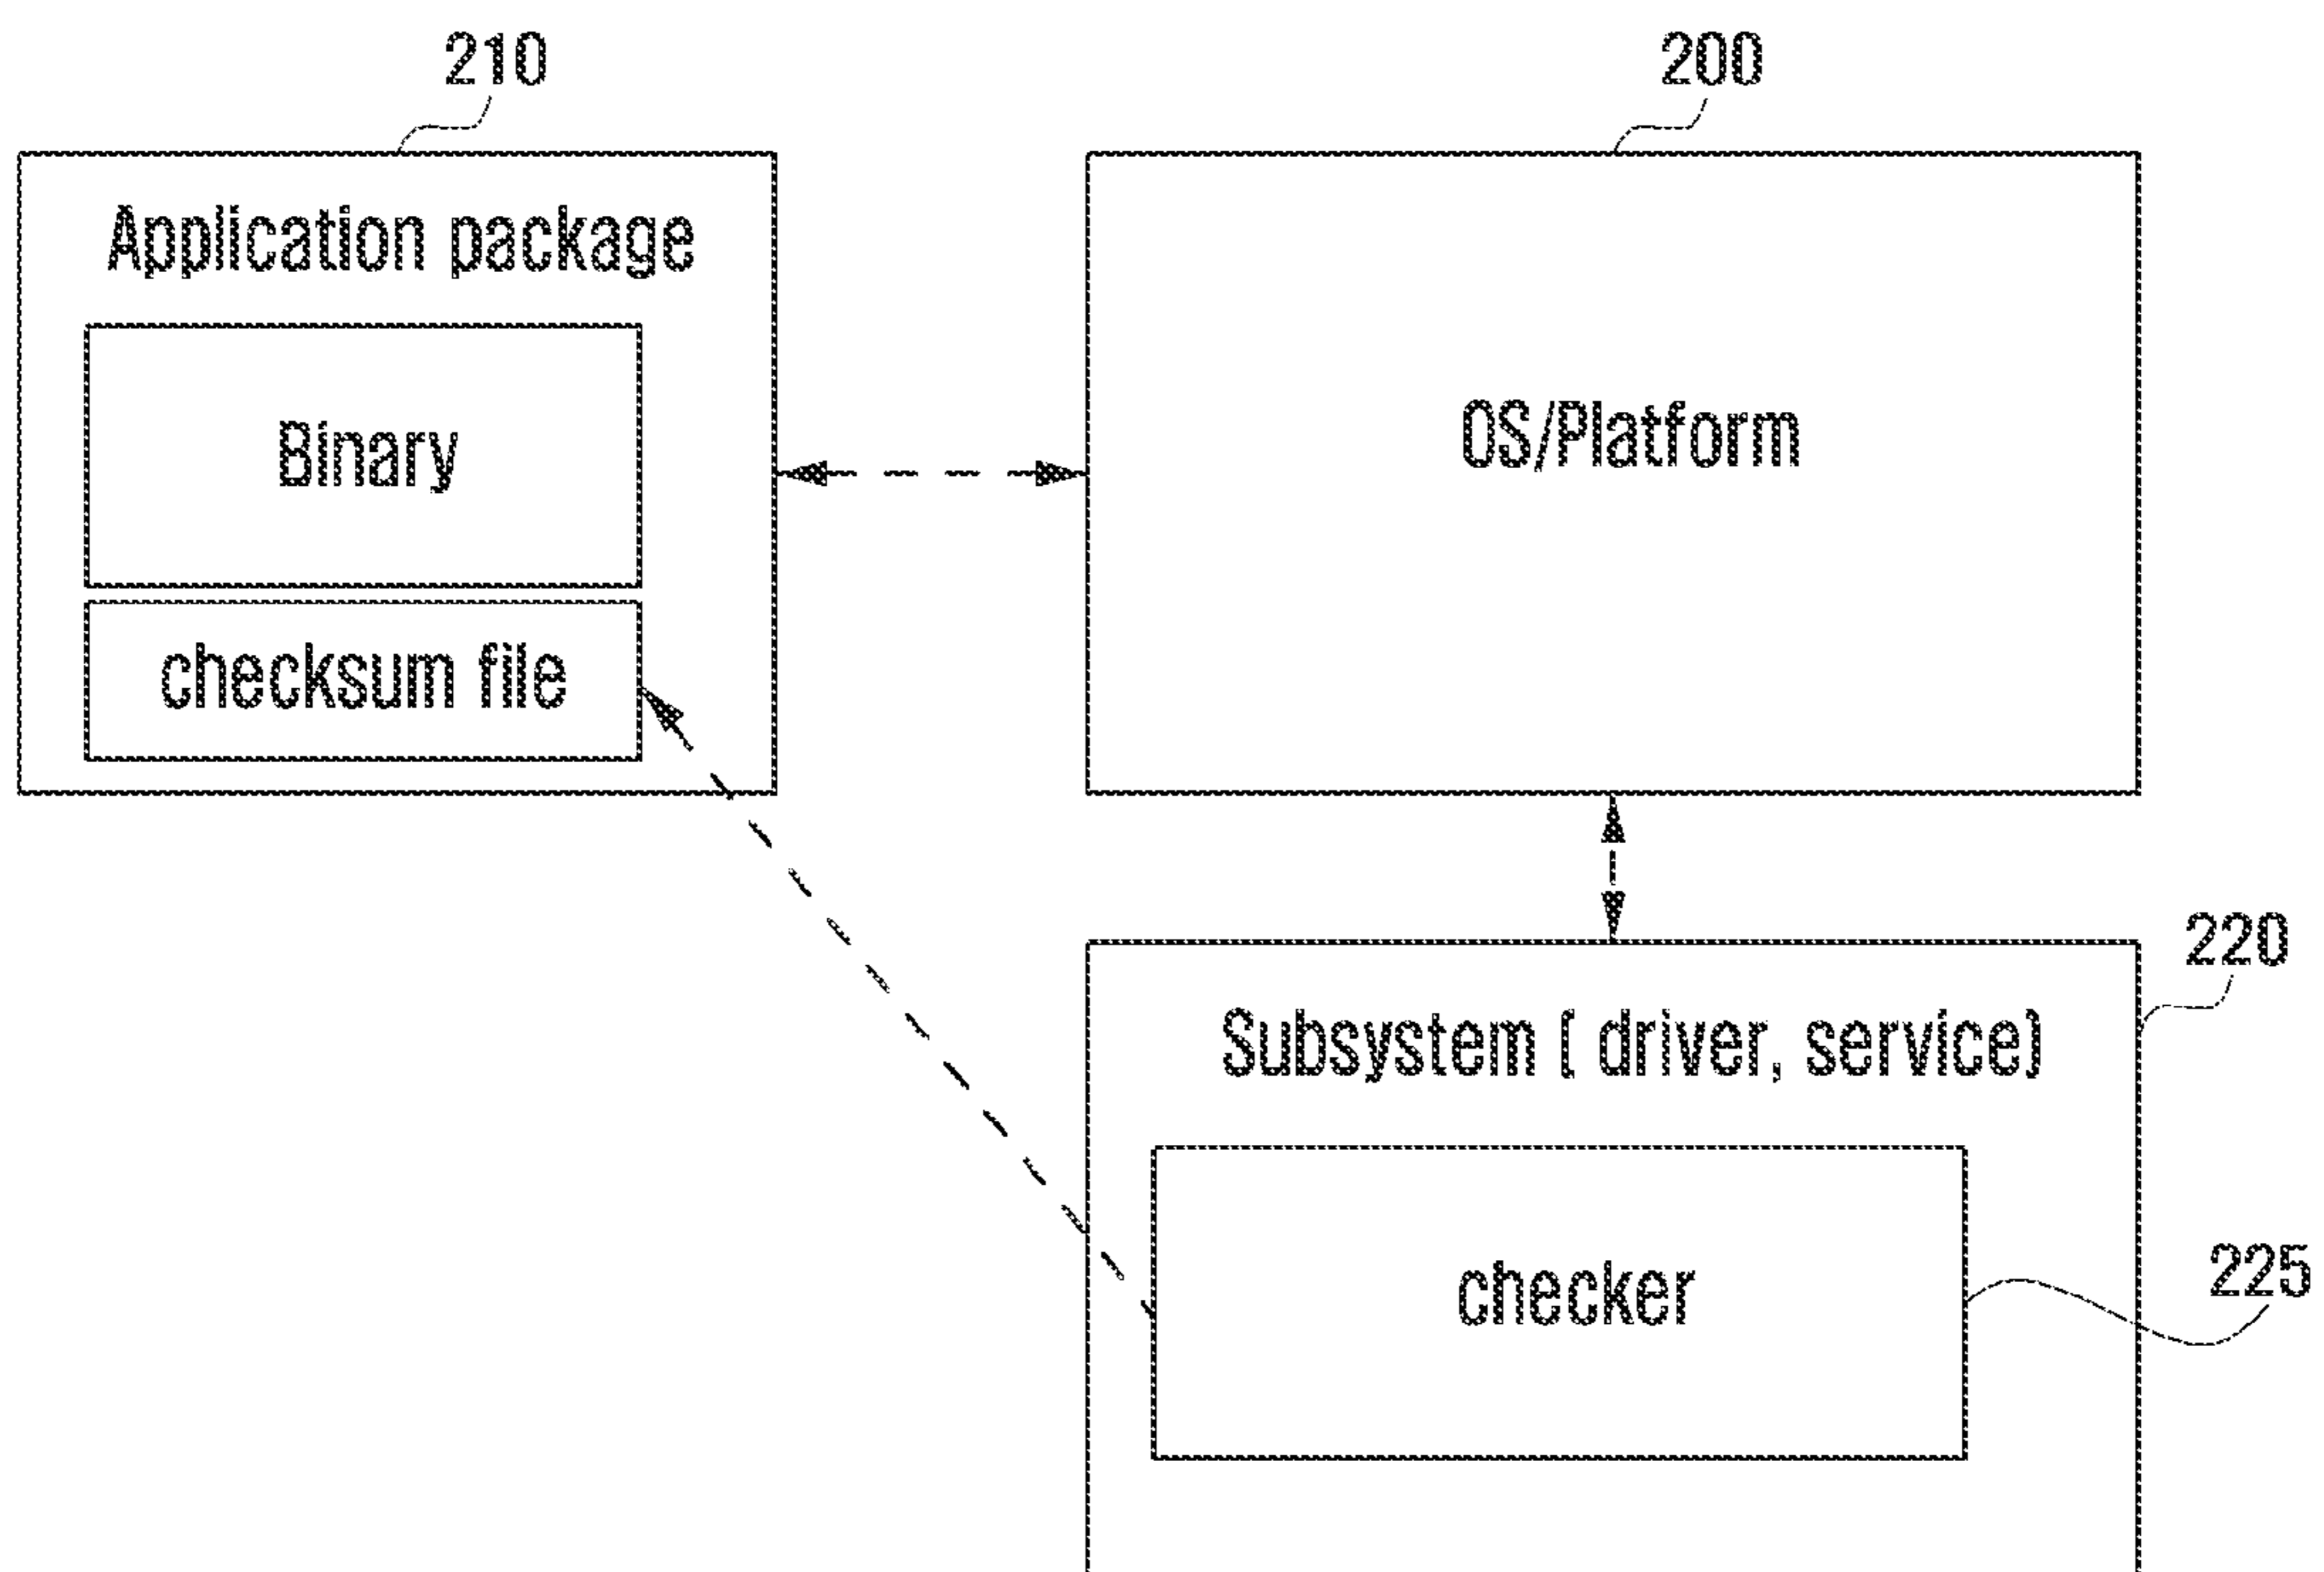 210
200
Application package
Binary
checksum file
OS/Platform
220
Subsystem ( driver, service)
checker
225